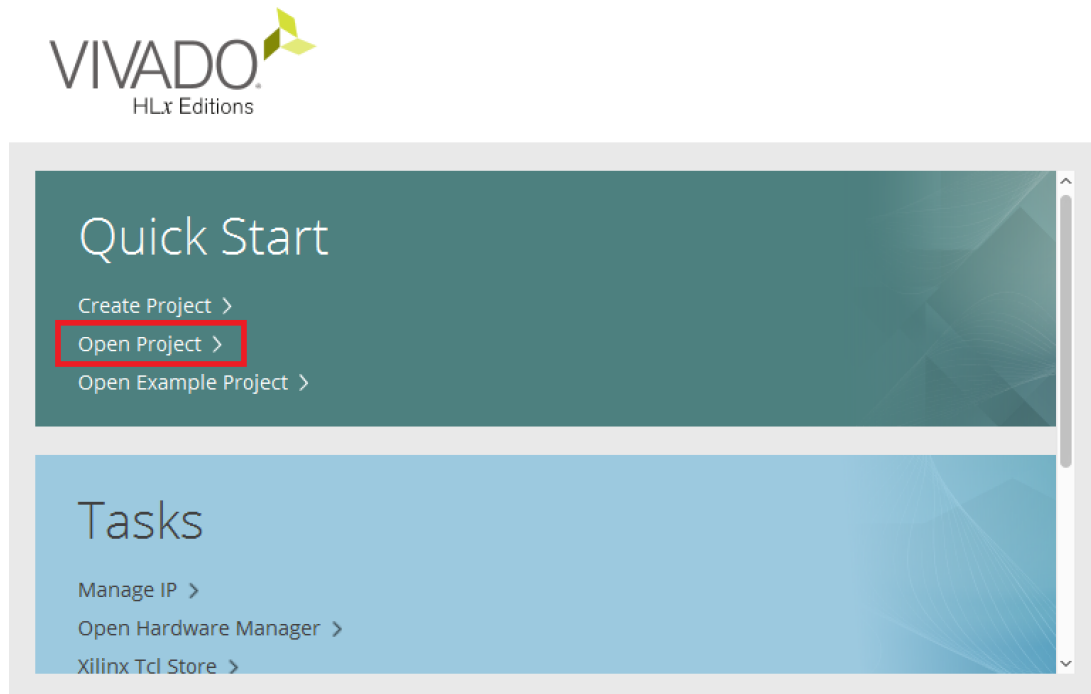 VIVADO.
HLx Editions
Quick Start
Create Project >
Open Project >
Open Example Project >
Tasks
Manage IP >
Open Hardware Manager >
Xilinx Tcl Store >